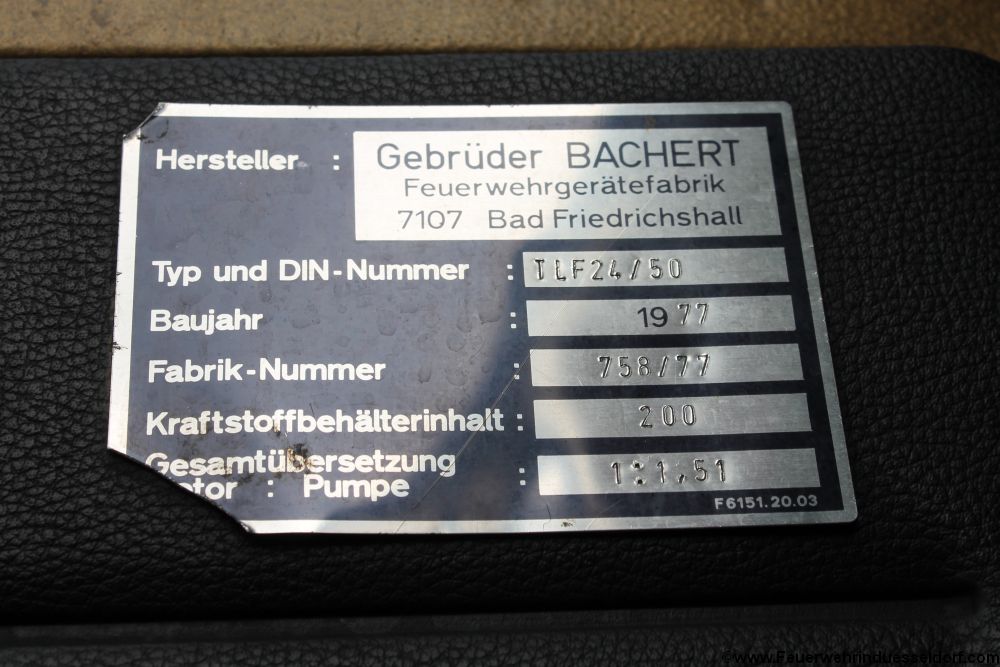 Hersteller : Gebrüder BACHERT
Feuerwehrgerätefabrik
7107 Bad Friedrichshall
Typ und DIN-Nummer : TLF24/50
Baujahr : 1977
Fabrik-Nummer : 758/77
Kraftstoffbehälterinhalt : 200
Gesamtübersetzung
Motor : Pumpe : 1:1,51
F6151.20.03
www.Feuerwehrinduesseldorf.com